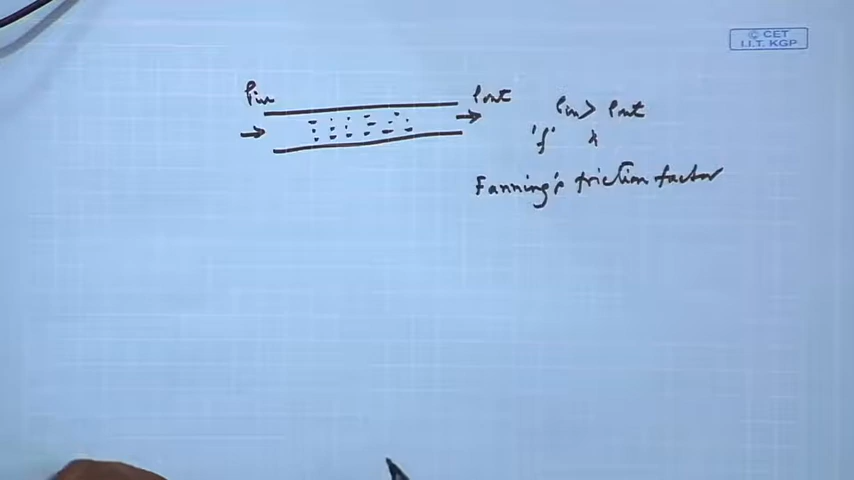 © CET
I.I.T. KGP
Pin
Pout
Pin > Pout
'f'
Fanning's friction factor